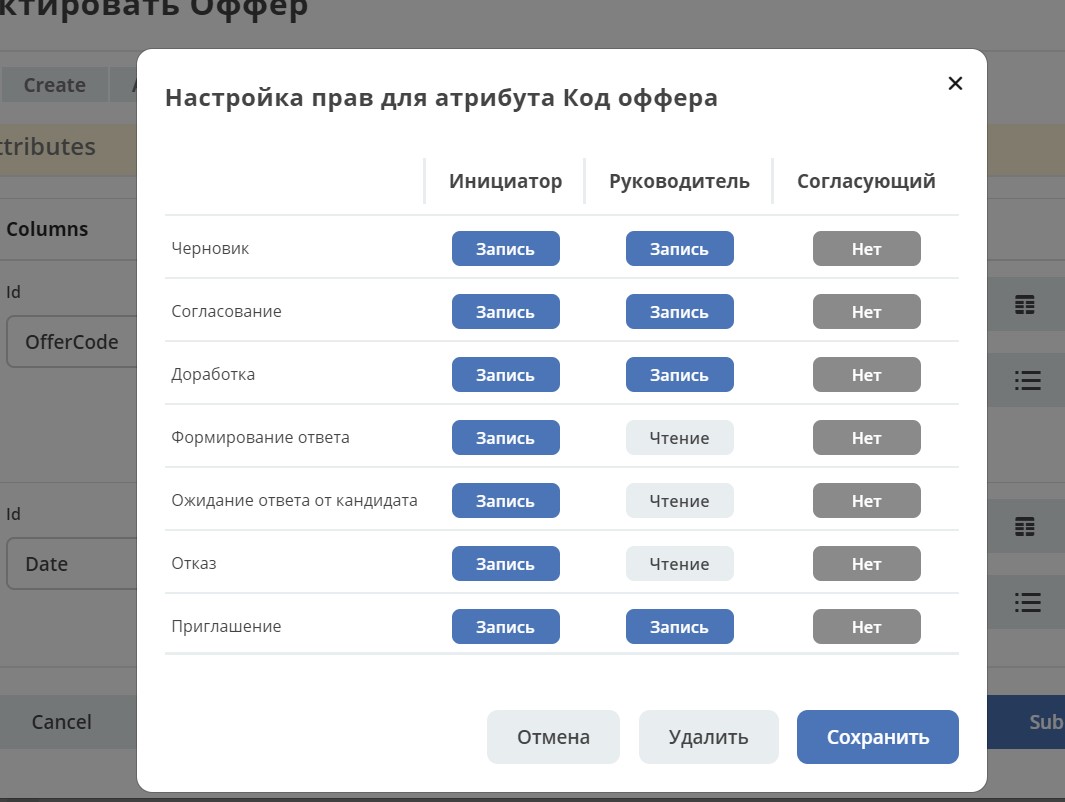 ктировать Оффер
Create
ttributes
Columns
Id
OfferCode
Id
Date
Cancel
Sub
Настройка прав для атрибута Код оффера
Инициатор Руководитель Согласующий
Черновик Запись Запись Нет
Согласование Запись Запись Нет
Доработка Запись Запись Нет
Формирование ответа Запись Чтение Нет
Ожидание ответа от кандидата Запись Чтение Нет
Отказ Запись Чтение Нет
Приглашение Запись Запись Нет
Отмена Удалить Сохранить